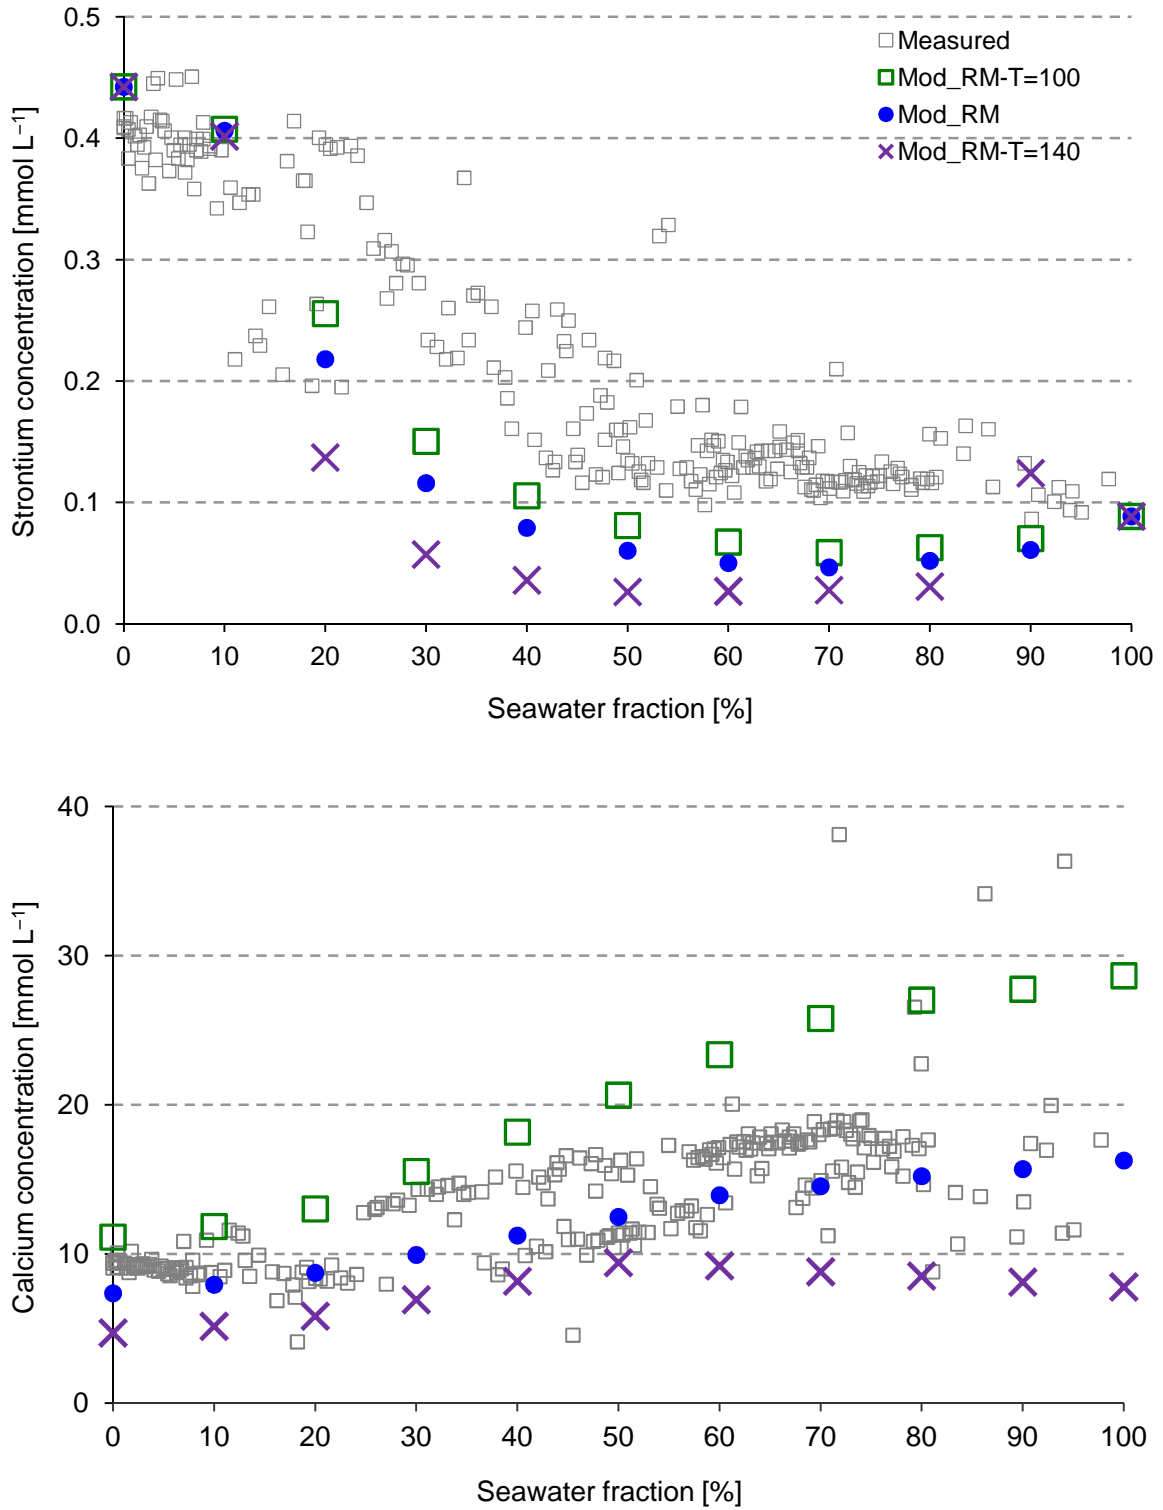 0.5
0.4
0.3
0.2
0.1
0.0
Strontium concentration [mmol L⁻¹]
Measured
Mod_RM-T=100
Mod_RM
Mod_RM-T=140
0 10 20 30 40 50 60 70 80 90 100
Seawater fraction [%]
40
30
20
10
0
Calcium concentration [mmol L⁻¹]
0 10 20 30 40 50 60 70 80 90 100
Seawater fraction [%]